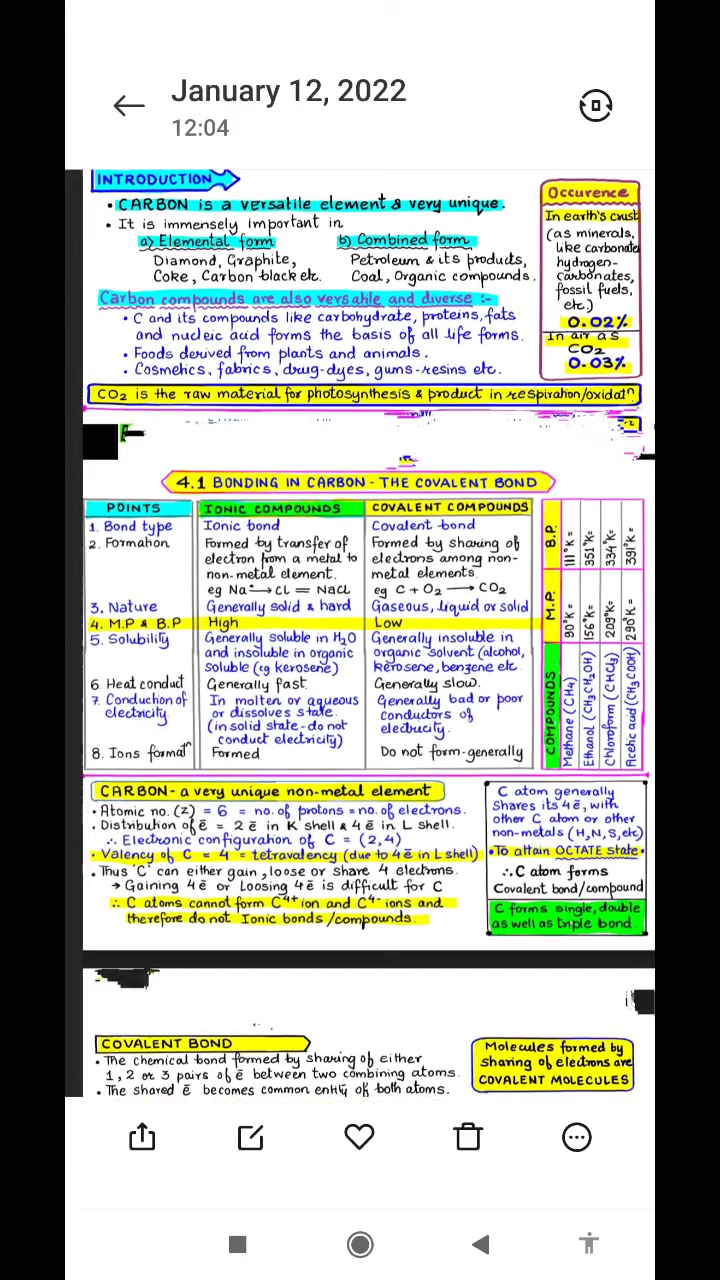 January 12, 2022
12:04
INTRODUCTION
• CARBON is a versatile element & very unique.
• It is immensely important in
a) Elemental form
b) Combined form
Diamond, Graphite,
Coke, Carbon black etc.
Petroleum & its products,
Coal, Organic compounds.
Carbon compounds are also versable and diverse :-
• C and its compounds like carbohydrate, proteins, fats
and nucleic acid forms the basis of all life forms.
• Foods derived from plants and animals.
• Cosmetics, fabrics, drug-dyes, gums-resins etc.
Occurence
In earth's crust
(as minerals,
like carbonate
hydrogen-
carbonates,
fossil fuels,
etc.)
0.02%
In air as
CO2
0.03%
CO2 is the raw material for photosynthesis & product in respiration/oxidatⁿ
4.1 BONDING IN CARBON - THE COVALENT BOND
POINTS
IONIC COMPOUNDS
COVALENT COMPOUNDS
1. Bond type
Ionic bond
Covalent bond
2. Formation
Formed by transfer of
electron from a metal to
non-metal element.
eg Na⟶CL = NaCL
Formed by sharing of
electrons among non-
metal elements.
eg C + O2 ⟶ CO2
3. Nature
Generally solid & hard
Gaseous, liquid or solid
4. M.P & B.P
High
Low
5. Solubility
Generally soluble in H2O
and insoluble in organic
soluble (eg kerosene)
Generally insoluble in
organic solvent (alcohol,
kerosene, benzene etc
6. Heat conduct
Generally fast.
Generally slow.
7. Conduction of
electricity.
In molten or aqueous
or dissolves state.
(in solid state - do not
conduct electricity)
Generally bad or poor
conductors of
electricity.
8. Ions formatⁿ
Formed
Do not form-generally
COMPOUNDS
M.P.
B.P.
Methane (CH4)
90°K =
111°K =
Ethanol (CH3CH2OH)
156°K=
351°K=
Chloroform (CHCl3)
209°K=
334°K=
Acetic acid (CH3COOH)
290°K=
391°K=
CARBON - a very unique non-metal element
• Atomic no. (Z) = 6 = no. of protons = no. of electrons.
• Distribution of ē = 2ē in K shell & 4ē in L shell.
∴ Electronic configuration of C = (2,4)
• Valency of C = 4 = tetravalency (due to 4ē in L shell)
• Thus 'C' can either gain, loose or share 4 electrons.
→ Gaining 4ē or Loosing 4ē is difficult for C
∴ C atoms cannot form C⁴⁺ ion and C⁴⁻ ions and
therefore do not Ionic bonds/compounds.
C atom generally
Shares its 4ē, with
other C atom or other
non-metals (H,N,S,etc)
•To attain OCTATE state•
∴C atom forms
Covalent bond/compound
C forms single, double
as well as triple bond.
COVALENT BOND
• The chemical bond formed by sharing of either
1, 2 or 3 pairs of ē between two combining atoms.
• The shared ē becomes common entity of both atoms.
Molecules formed by
sharing of electrons are
COVALENT MOLECULES